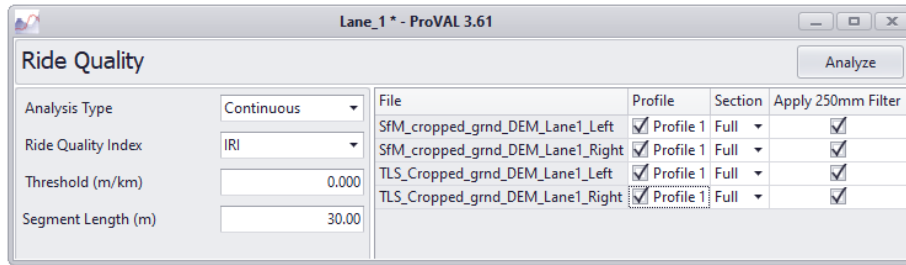 Lane_1 * - ProVAL 3.61
Ride Quality
Analyze
Analysis Type Continuous
Ride Quality Index IRI
Threshold (m/km) 0.000
Segment Length (m) 30.00
File Profile Section Apply 250mm Filter
SfM_cropped_grnd_DEM_Lane1_Left Profile 1 Full
SfM_cropped_grnd_DEM_Lane1_Right Profile 1 Full
TLS_Cropped_grnd_DEM_Lane1_Left Profile 1 Full
TLS_Cropped_grnd_DEM_Lane1_Right Profile 1 Full